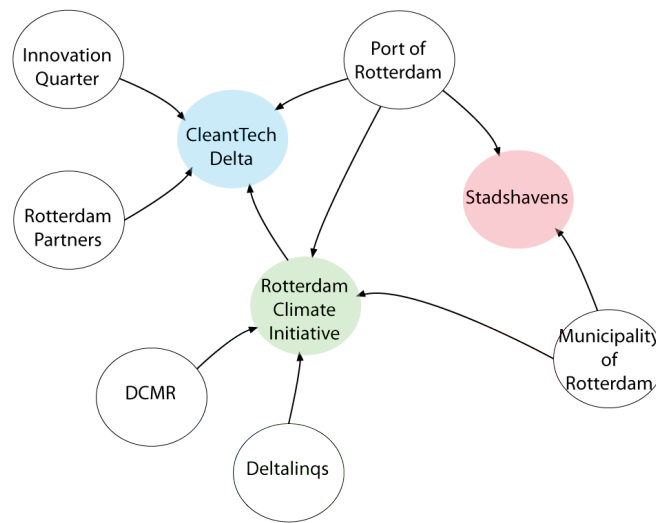 Innovation
Quarter
Port of
Rotterdam
CleantTech
Delta
Stadshavens
Rotterdam
Partners
Rotterdam
Climate
Initiative
Municipality
of
Rotterdam
DCMR
Deltalinqs